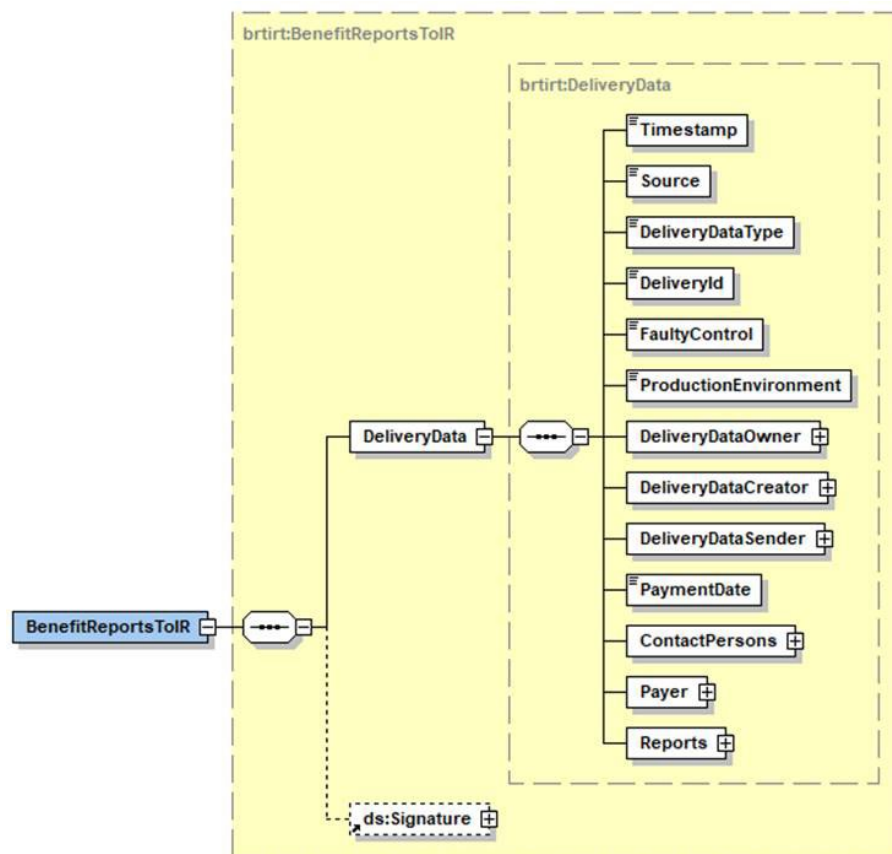 brtirt:BenefitReportsToIR
brtirt:DeliveryData
Timestamp
Source
DeliveryDataType
DeliveryId
FaultyControl
ProductionEnvironment
DeliveryData
DeliveryDataOwner
DeliveryDataCreator
DeliveryDataSender
PaymentDate
BenefitReportsToIR
ContactPersons
Payer
Reports
ds:Signature